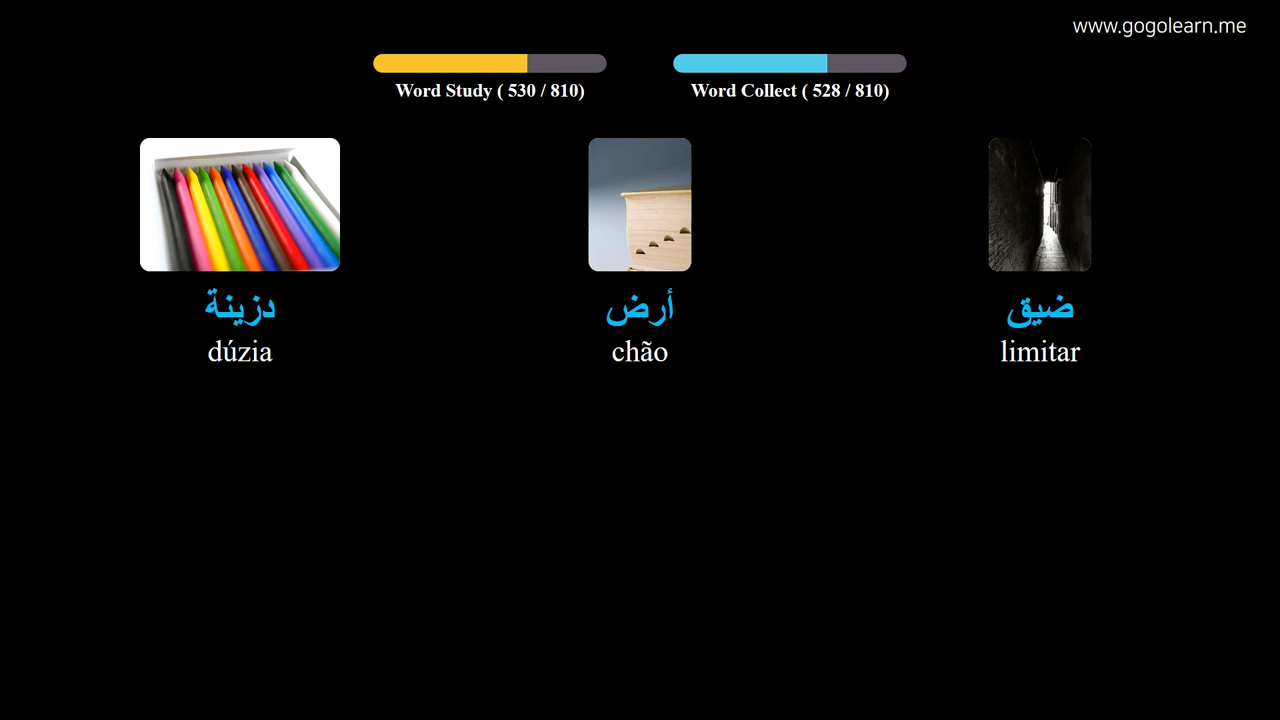 www.gogolearn.me
Word Study ( 530 / 810)
Word Collect ( 528 / 810)
دزينة
dúzia
أرض
chão
ضيق
limitar